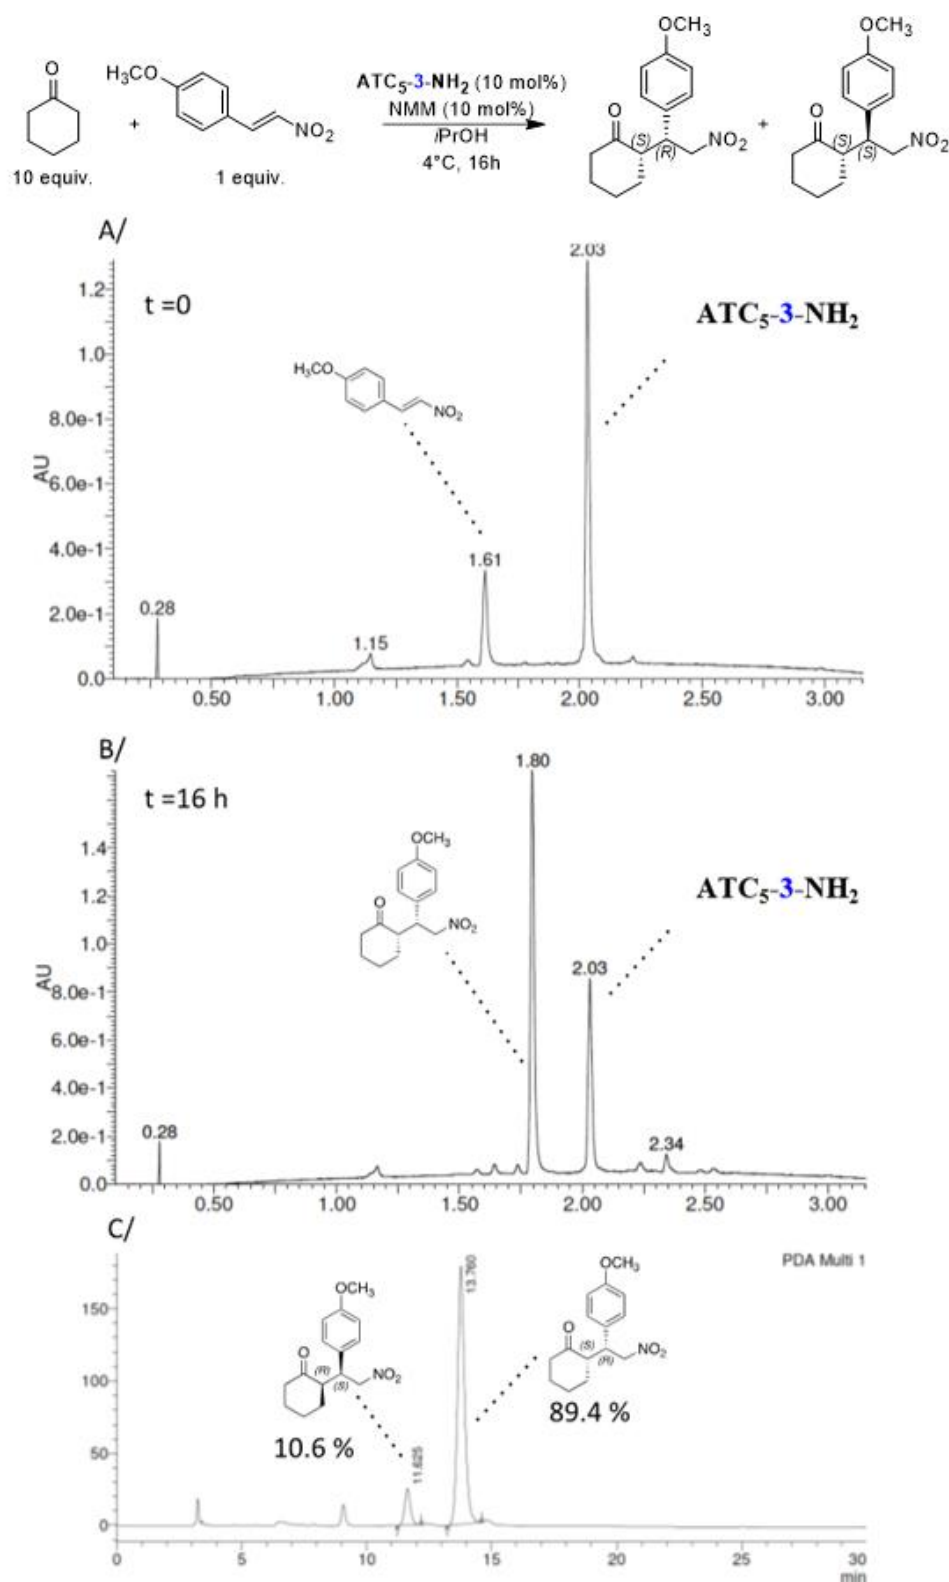 OCH3 OCH3
O H3CO ATC5-3-NH2 (10 mol%) O O
+ NO2 NMM (10 mol%) (S) (R) NO2 + (S) (S) NO2
iPrOH
10 equiv. 1 equiv. 4°C, 16h
A/
2.03
1.2
t =0
ATC5-3-NH2
1.0
H3CO
NO2
8.0e-1
AU
6.0e-1
4.0e-1
1.61
0.28
2.0e-1
1.15
0.0
0.50 1.00 1.50 2.00 2.50 3.00
B/
1.80
t =16 h
1.4
OCH3
ATC5-3-NH2
1.2
O
NO2
1.0
2.03
AU
8.0e-1
6.0e-1
4.0e-1
0.28
2.0e-1
2.34
0.0
0.50 1.00 1.50 2.00 2.50 3.00
C/
PDA Multi 1
13.760
OCH3
OCH3
150
O (S)
(R) NO2
O (R)
(S) NO2
100
89.4 %
10.6 %
50
11.625
0
0 5 10 15 20 25 30
min